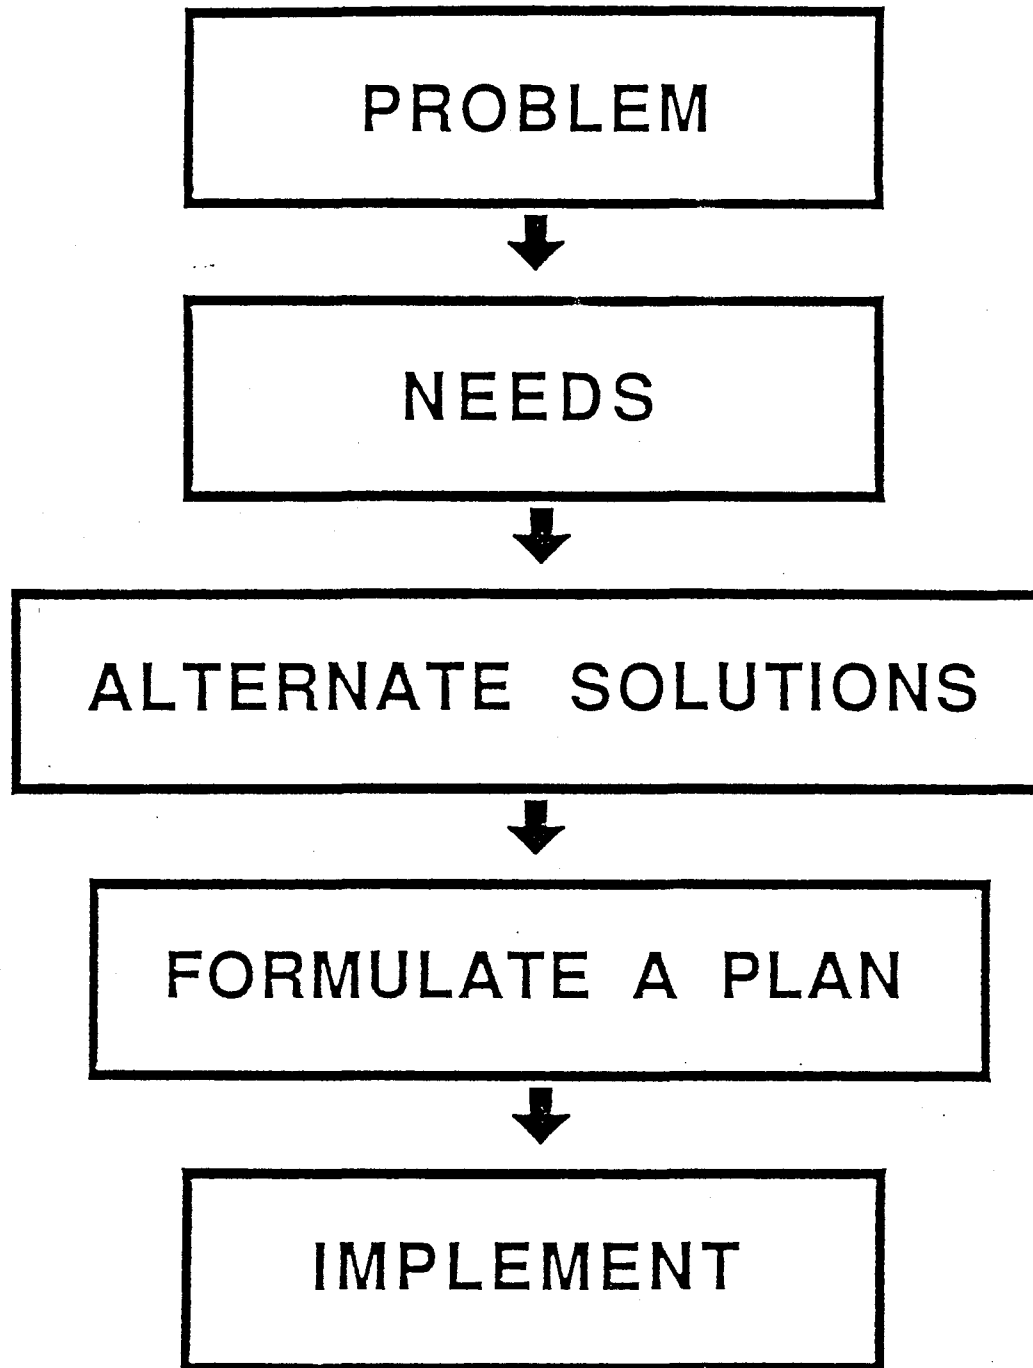 PROBLEM
NEEDS
ALTERNATE SOLUTIONS
FORMULATE A PLAN
IMPLEMENT